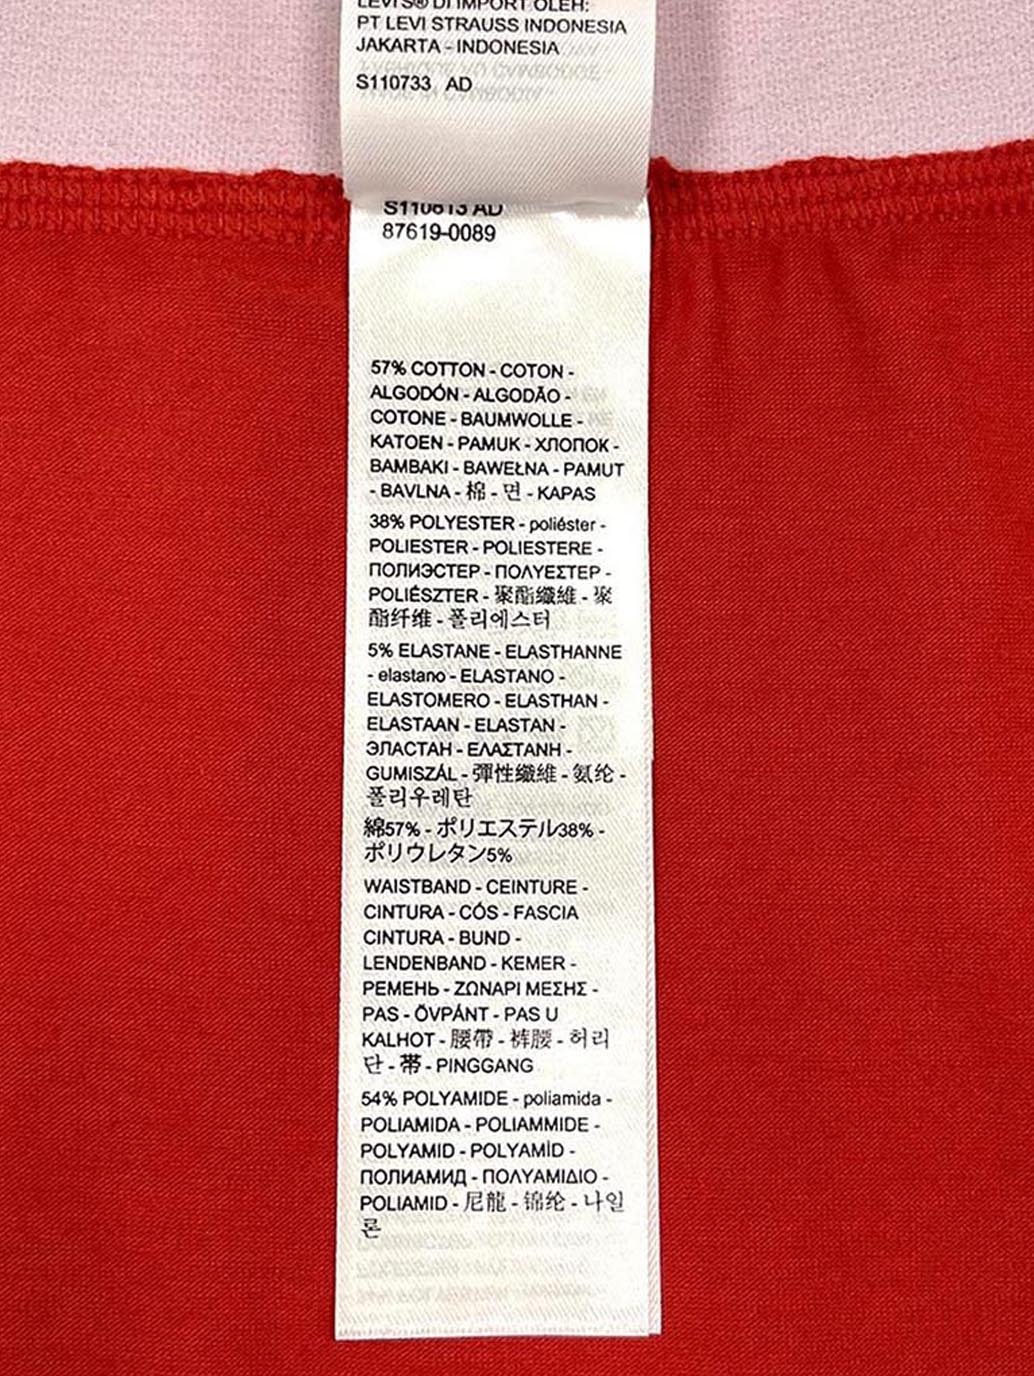 LEVI'S® DI IMPORT OLEH:
PT LEVI STRAUSS INDONESIA
JAKARTA - INDONESIA
S110733 AD
S110613 AD
87619-0089
57% COTTON - COTON -
ALGODÓN - ALGODÃO -
COTONE - BAUMWOLLE -
KATOEN - PAMUK - ХЛОПОК -
BAMBAKI - BAWEŁNA - PAMUT
- BAVLNA - 棉 - 면 - KAPAS
38% POLYESTER - poliéster -
POLIESTER - POLIESTERE -
ПОЛИЭСТЕР - ΠΟΛΥΕΣΤΕΡ -
POLIÉSZTER - 聚酯纖維 - 聚
酯纤维 - 폴리에스터
5% ELASTANE - ELASTHANNE
- elastano - ELASTANO -
ELASTOMERO - ELASTHAN -
ELASTAAN - ELASTAN -
ЭЛАСТАН - ΕΛΑΣΤΑΝΗ -
GUMISZÁL - 彈性纖維 - 氨纶 -
폴리우레탄
綿57% - ポリエステル38% -
ポリウレタン5%
WAISTBAND - CEINTURE -
CINTURA - CÓS - FASCIA
CINTURA - BUND -
LENDENBAND - KEMER -
РЕМЕНЬ - ΖΩΝΑΡΙ ΜΕΣΗΣ -
PAS - ÖVPÁNT - PAS U
KALHOT - 腰帶 - 裤腰 - 허리
단 - 帯 - PINGGANG
54% POLYAMIDE - poliamida -
POLIAMIDA - POLIAMMIDE -
POLYAMID - POLYAMİD -
ПОЛИАМИД - ΠΟΛΥΑΜΙΔΙΟ -
POLIAMID - 尼龍 - 锦纶 - 나일
론